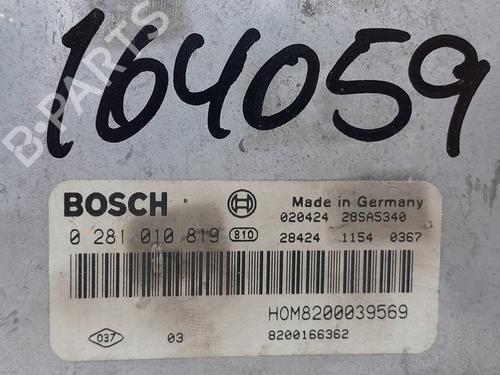 164059
B-PARTS
BOSCH Made in Germany
020424 28SA5340
0 281 010 819 810 28424 1154 0367
HOM8200039569
037 03 8200166362